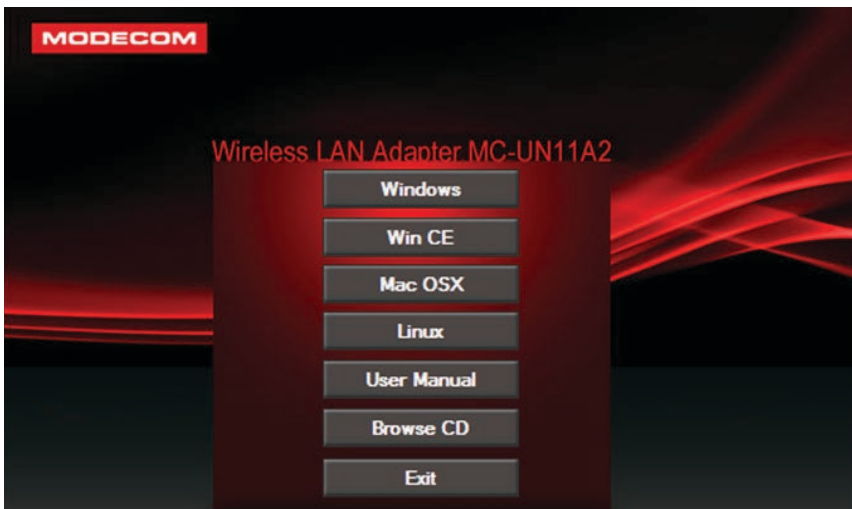 MODECOM
Wireless LAN Adapter MC-UN11A2
Windows
Win CE
Mac OSX
Linux
User Manual
Browse CD
Exit